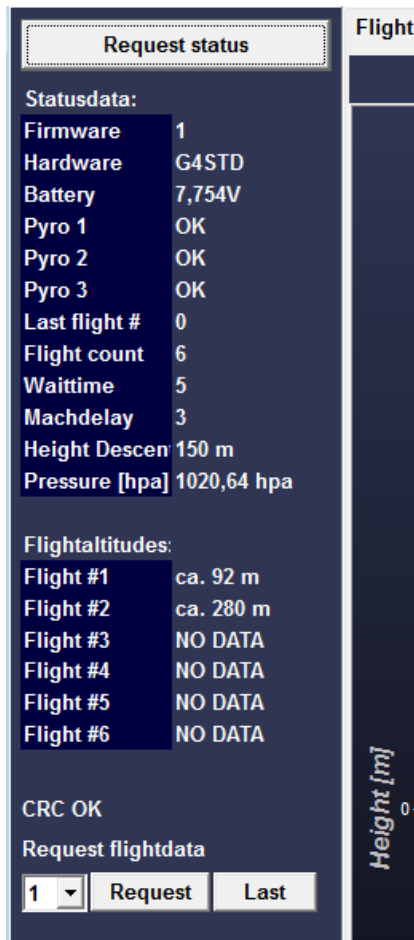 Request status
Flight
Statusdata:
Firmware 1
Hardware G4STD
Battery 7,754V
Pyro 1 OK
Pyro 2 OK
Pyro 3 OK
Last flight # 0
Flight count 6
Waittime 5
Machdelay 3
Height Descen 150 m
Pressure [hpa] 1020,64 hpa
Flightaltitudes:
Flight #1 ca. 92 m
Flight #2 ca. 280 m
Flight #3 NO DATA
Flight #4 NO DATA
Flight #5 NO DATA
Flight #6 NO DATA
CRC OK
Request flightdata
1 Request Last
Height [m]
0